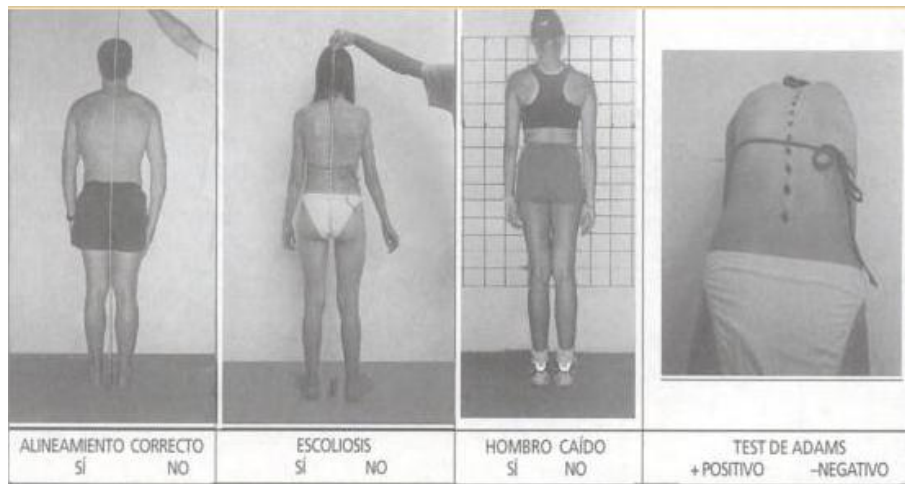 ALINEAMIENTO CORRECTO
SÍ NO
ESCOLIOSIS
SÍ NO
HOMBRO CAÍDO
SÍ NO
TEST DE ADAMS
+POSITIVO –NEGATIVO